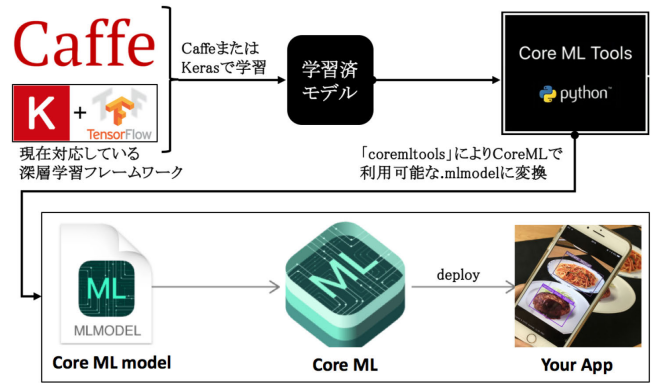 Caffe
K
+
TensorFlow
現在対応している
深層学習フレームワーク
Caffeまたは
Kerasで学習
学習済
モデル
Core ML Tools
python™
「coremltools」によりCoreMLで
利用可能な.mlmodelに変換
ML
MLMODEL
Core ML model
ML
Core ML
deploy
Your App